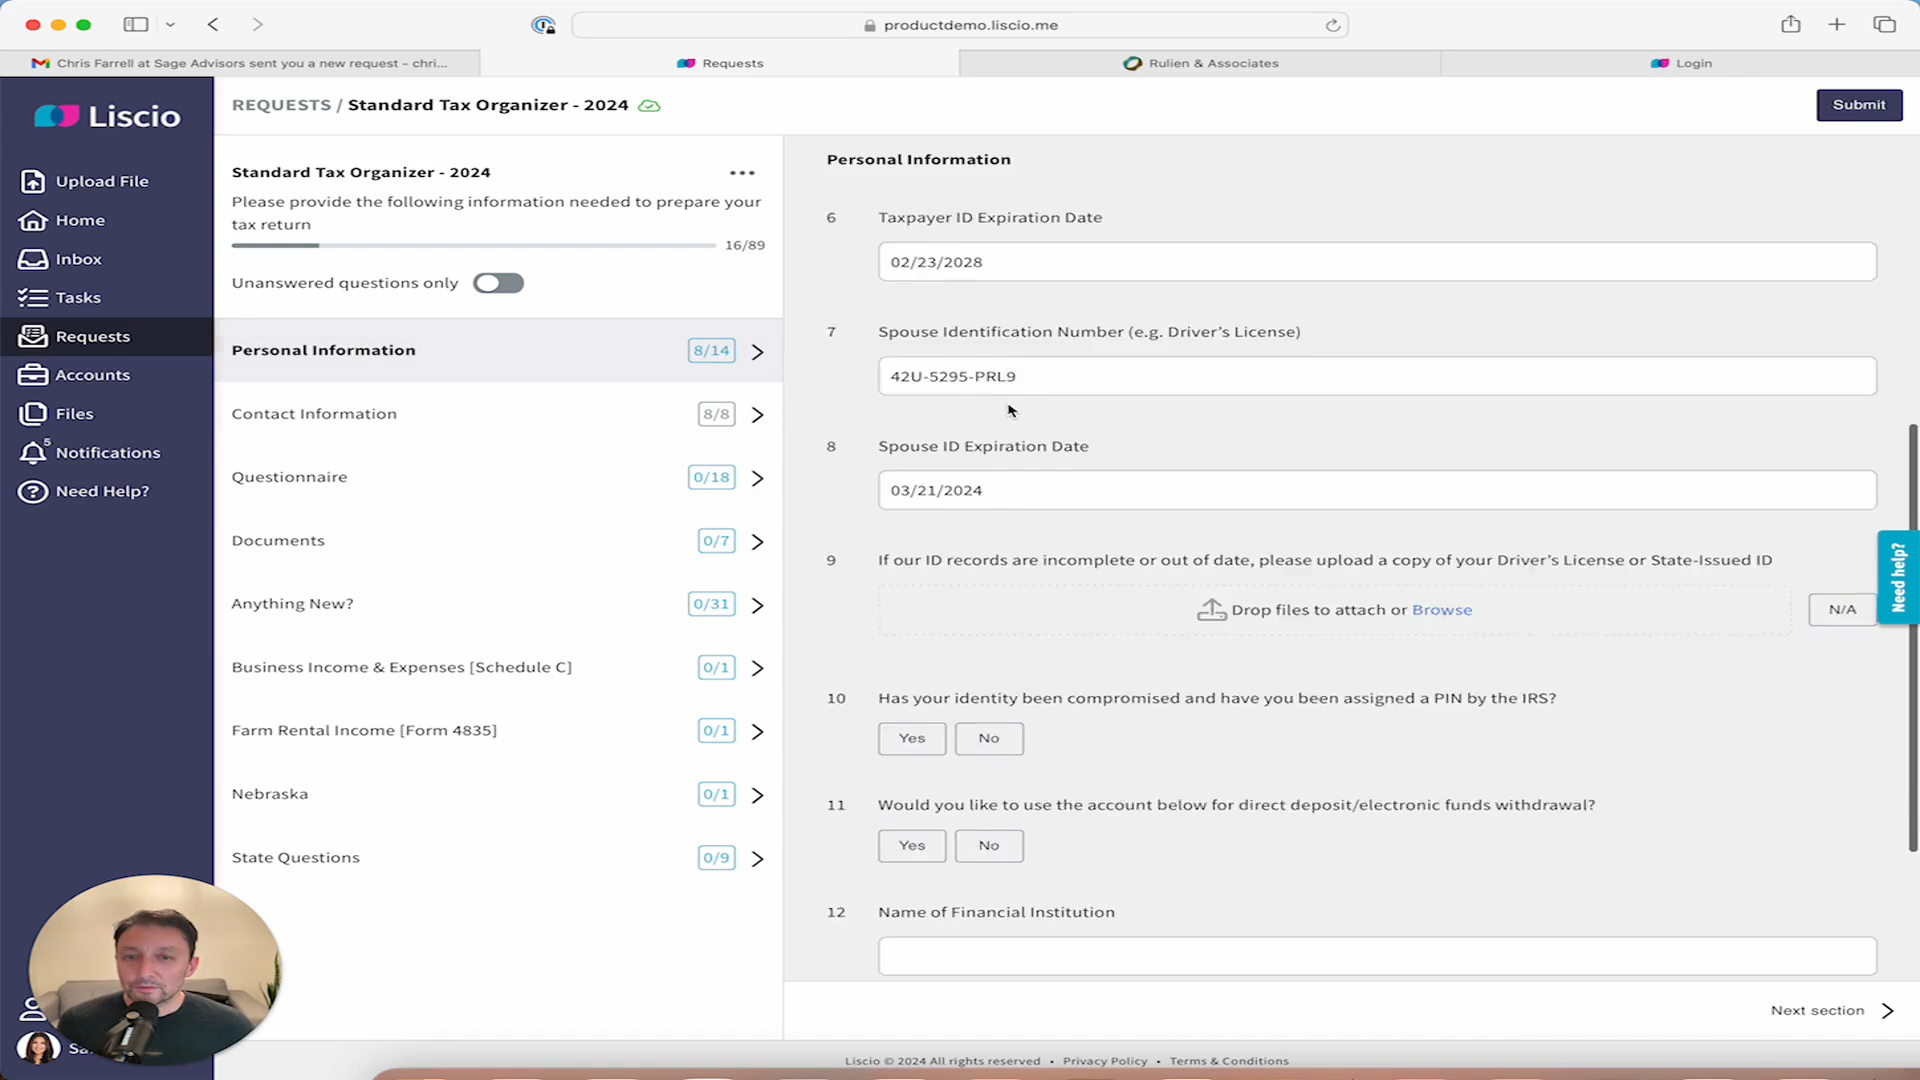 productdemo.liscio.me
Chris Farrell at Sage Advisors sent you a new request - chri...
Requests
Rulien & Associates
Login
Liscio
Upload File
Home
Inbox
Tasks
Requests
Accounts
Files
5
Notifications
Need Help?
REQUESTS / Standard Tax Organizer - 2024
Submit
Standard Tax Organizer - 2024
Please provide the following information needed to prepare your
tax return
16/89
Unanswered questions only
Personal Information 8/14
Contact Information 8/8
Questionnaire 0/18
Documents 0/7
Anything New? 0/31
Business Income & Expenses [Schedule C] 0/1
Farm Rental Income [Form 4835] 0/1
Nebraska 0/1
State Questions 0/9
Personal Information
6 Taxpayer ID Expiration Date
02/23/2028
7 Spouse Identification Number (e.g. Driver's License)
42U-5295-PRL9
8 Spouse ID Expiration Date
03/21/2024
9 If our ID records are incomplete or out of date, please upload a copy of your Driver's License or State-Issued ID
Drop files to attach or Browse
N/A
10 Has your identity been compromised and have you been assigned a PIN by the IRS?
Yes No
11 Would you like to use the account below for direct deposit/electronic funds withdrawal?
Yes No
12 Name of Financial Institution
Need help?
Next section
Liscio © 2024 All rights reserved • Privacy Policy • Terms & Conditions